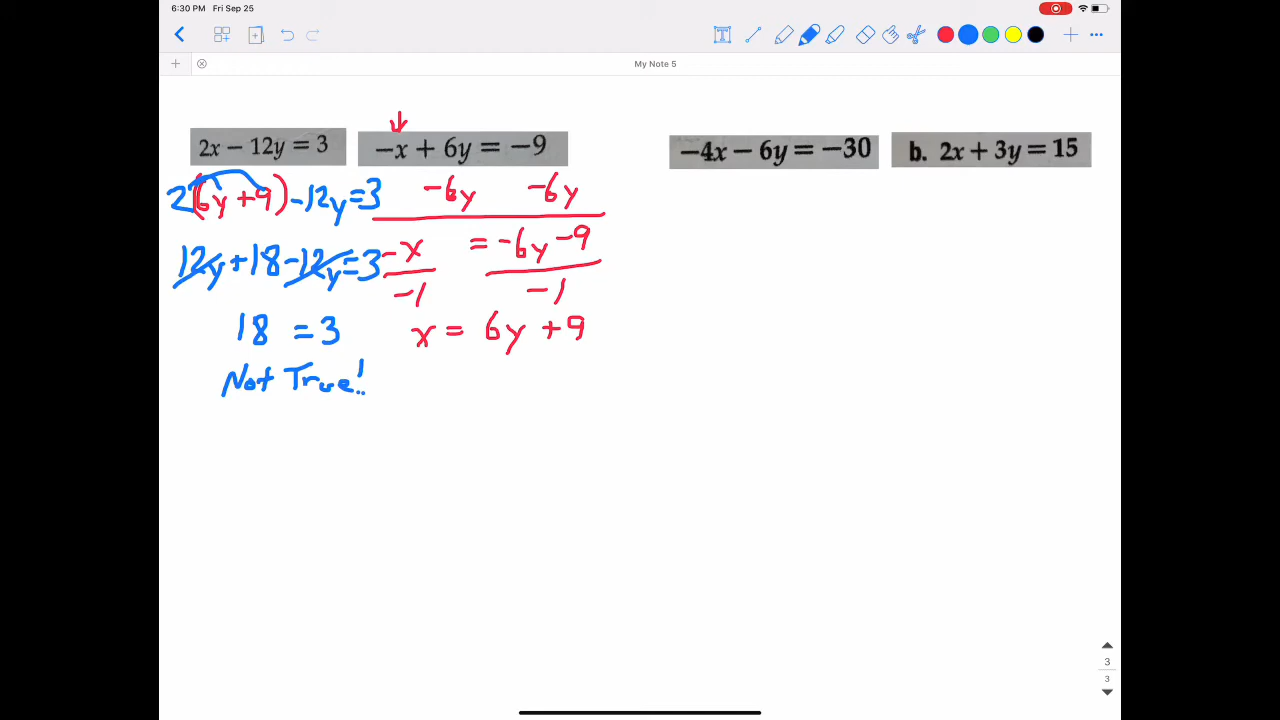 6:30 PM Fri Sep 25
My Note 5
2x − 12y = 3
−x + 6y = −9
−4x − 6y = −30
b. 2x + 3y = 15
2(6y + 9) − 12y = 3
−6y −6y
12y + 18 − 12y = 3
−x = −6y − 9
−1 −1
18 = 3
x = 6y + 9
Not True!!
3
3